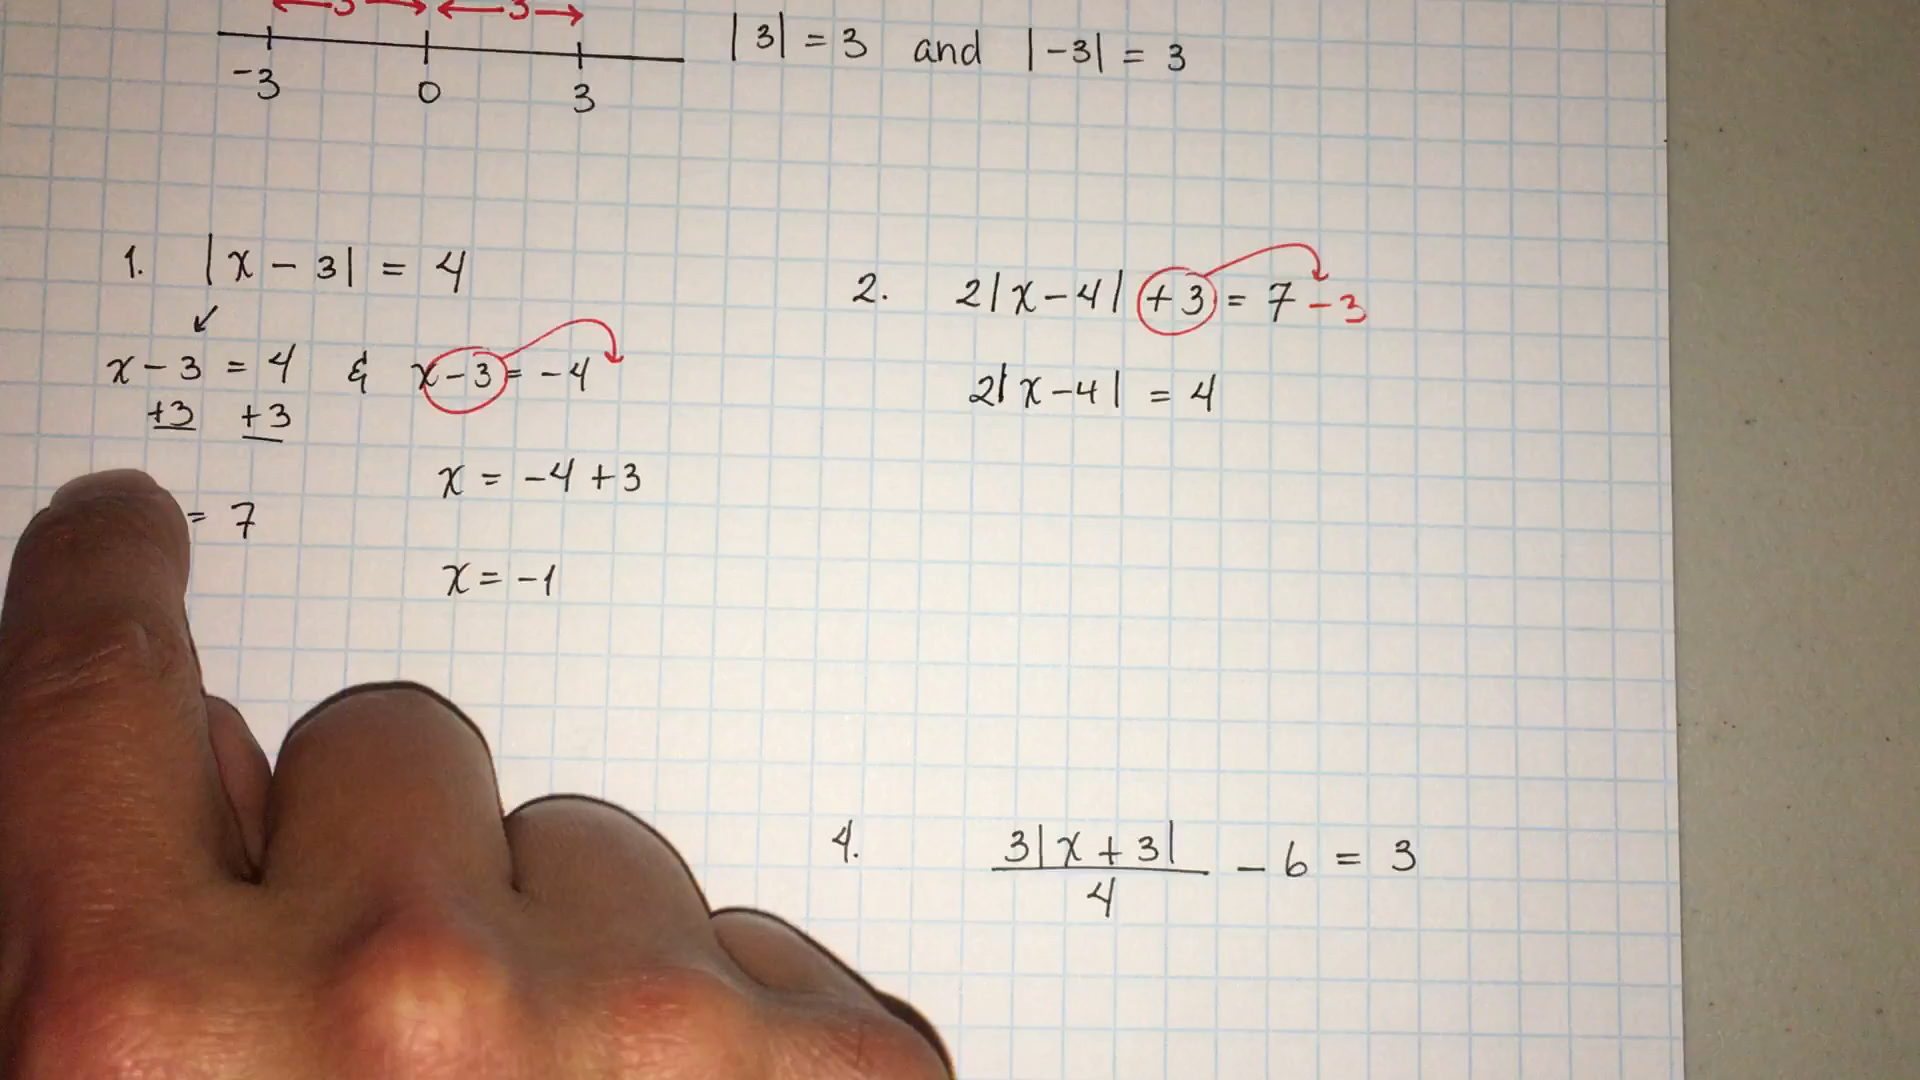 3 3
-3 0 3
|3| = 3 and |-3| = 3
1. |x - 3| = 4
x - 3 = 4 & x - 3 = -4
+3 +3
= 7
x = -4 + 3
x = -1
2. 2|x - 4| + 3 = 7 - 3
2|x - 4| = 4
4. 3|x + 3|
4
- 6 = 3